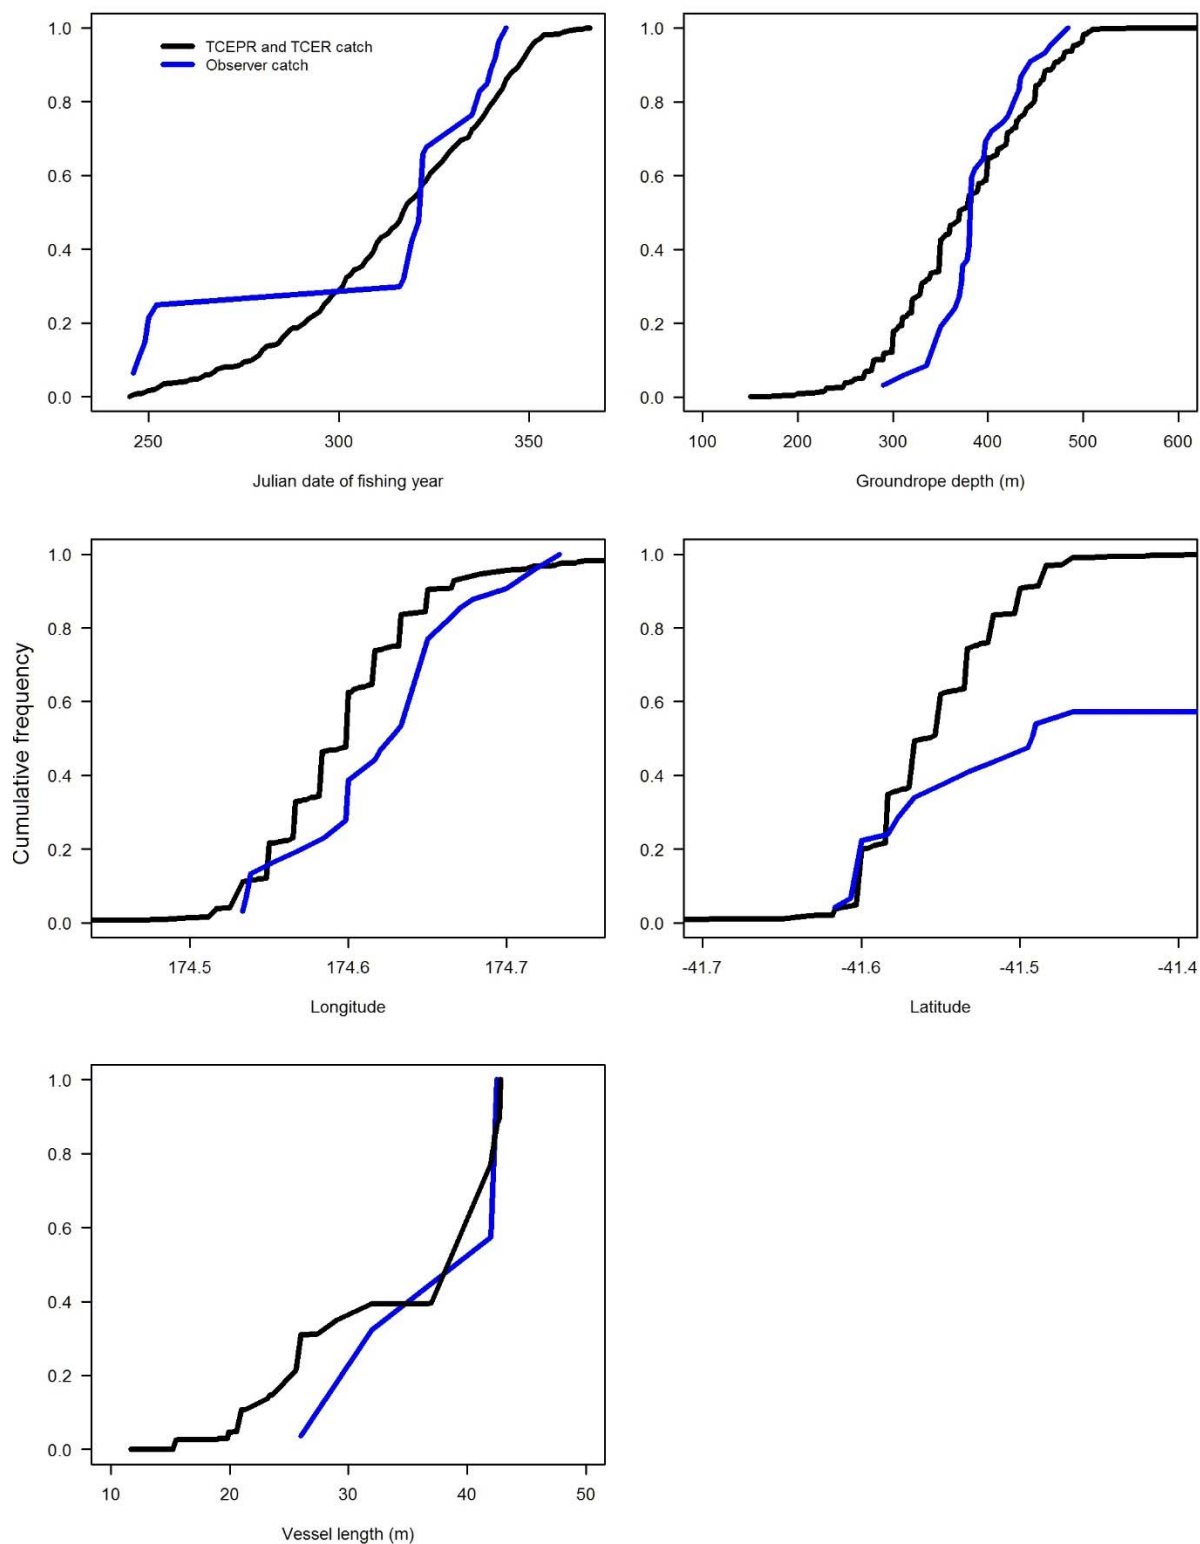 1.0
0.8
0.6
0.4
0.2
0.0
TCEPR and TCER catch
Observer catch
250 300 350
Julian date of fishing year
1.0
0.8
0.6
0.4
0.2
0.0
100 200 300 400 500 600
Groundrope depth (m)
Cumulative frequency
1.0
0.8
0.6
0.4
0.2
0.0
174.5 174.6 174.7
Longitude
1.0
0.8
0.6
0.4
0.2
0.0
-41.7 -41.6 -41.5 -41.4
Latitude
1.0
0.8
0.6
0.4
0.2
0.0
10 20 30 40 50
Vessel length (m)